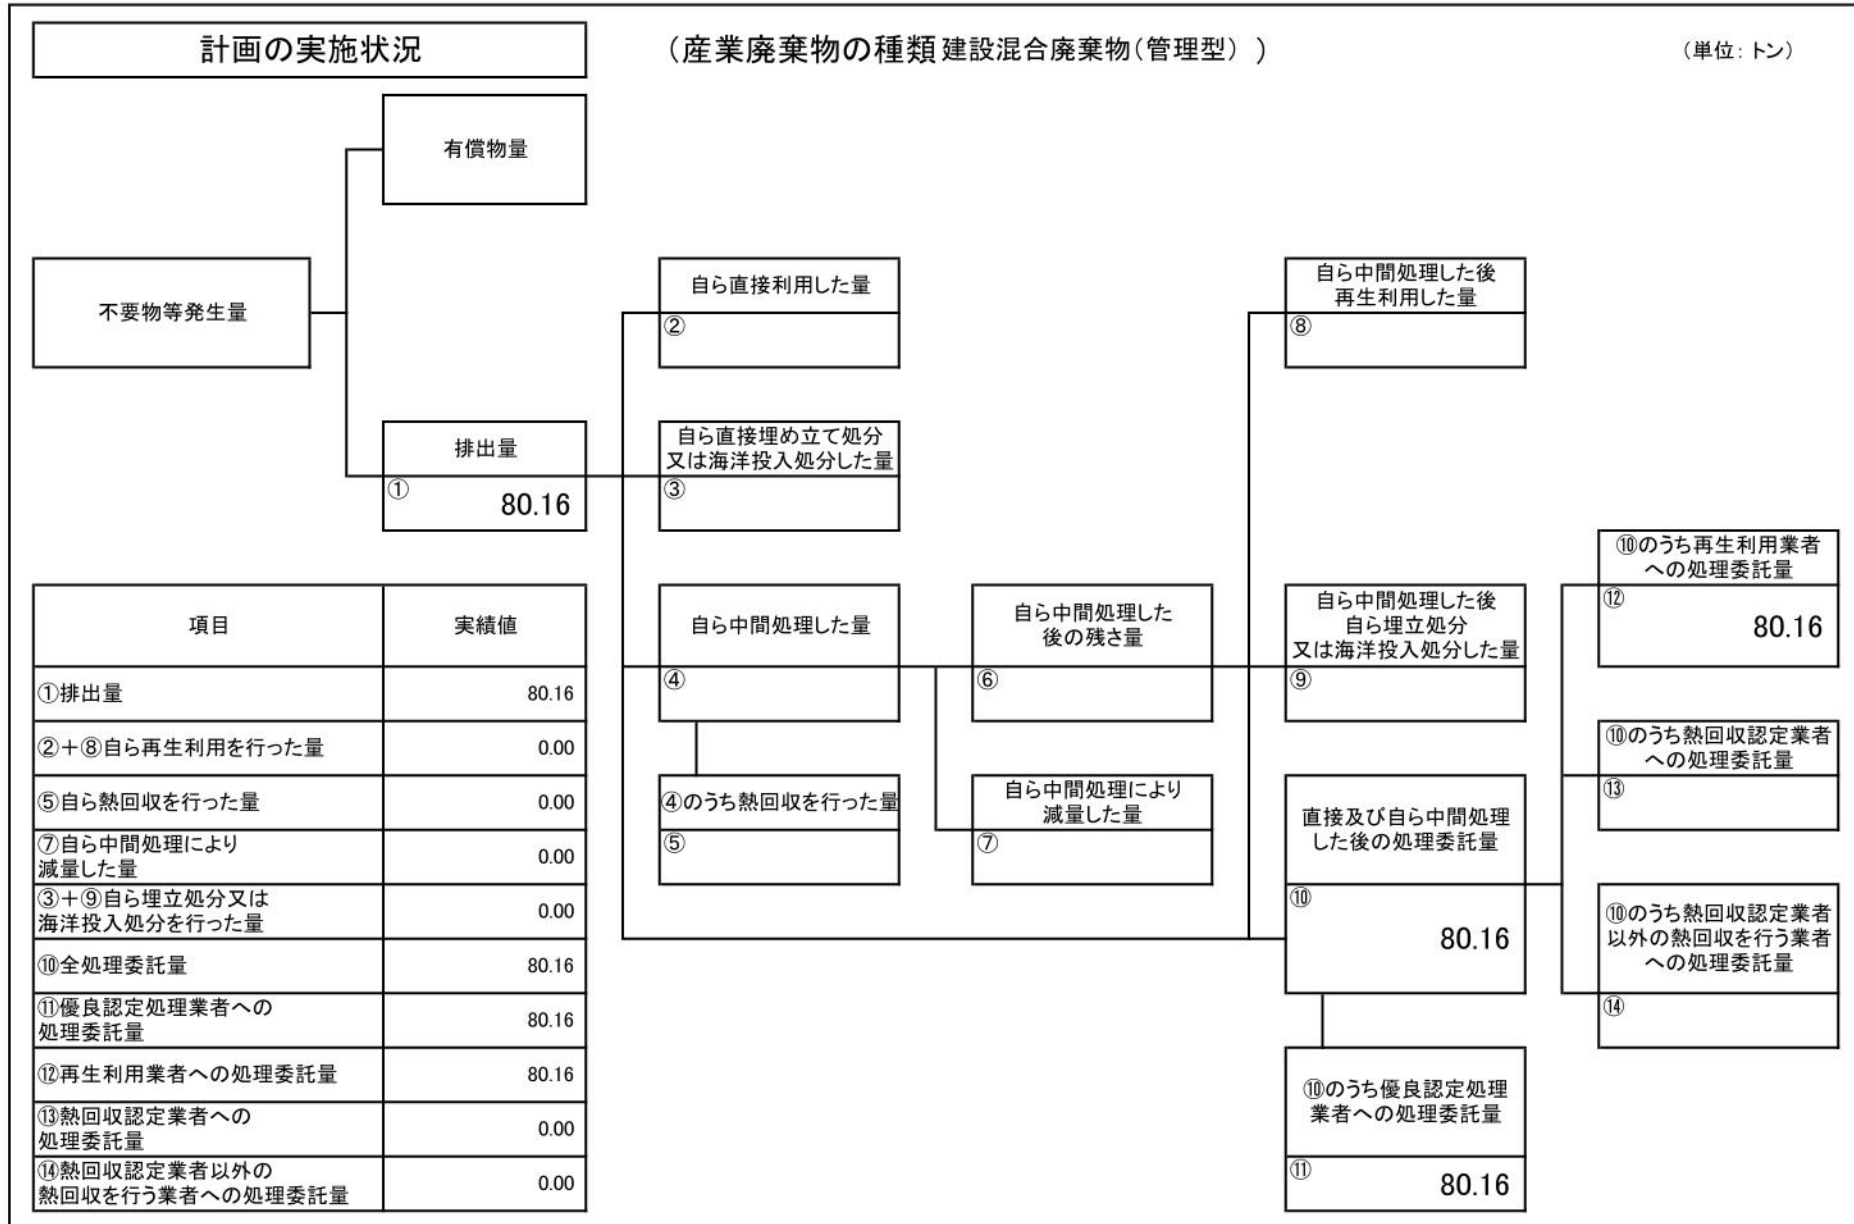 計画の実施状況
（産業廃棄物の種類 建設混合廃棄物（管理型） ）
（単位：トン）
有償物量
不要物等発生量
排出量
①
80.16
自ら直接利用した量
②
自ら直接埋め立て処分
又は海洋投入処分した量
③
自ら中間処理した量
④
④のうち熱回収を行った量
⑤
自ら中間処理した
後の残さ量
⑥
自ら中間処理により
減量した量
⑦
自ら中間処理した後
再生利用した量
⑧
自ら中間処理した後
自ら埋立処分
又は海洋投入処分した量
⑨
直接及び自ら中間処理
した後の処理委託量
⑩
80.16
⑩のうち優良認定処理
業者への処理委託量
⑪
80.16
⑩のうち再生利用業者
への処理委託量
⑫
80.16
⑩のうち熱回収認定業者
への処理委託量
⑬
⑩のうち熱回収認定業者
以外の熱回収を行う業者
への処理委託量
⑭
項目 実績値
①排出量 80.16
②＋⑧自ら再生利用を行った量 0.00
⑤自ら熱回収を行った量 0.00
⑦自ら中間処理により
減量した量 0.00
③＋⑨自ら埋立処分又は
海洋投入処分を行った量 0.00
⑩全処理委託量 80.16
⑪優良認定処理業者への
処理委託量 80.16
⑫再生利用業者への処理委託量 80.16
⑬熱回収認定業者への
処理委託量 0.00
⑭熱回収認定業者以外の
熱回収を行う業者への処理委託量 0.00